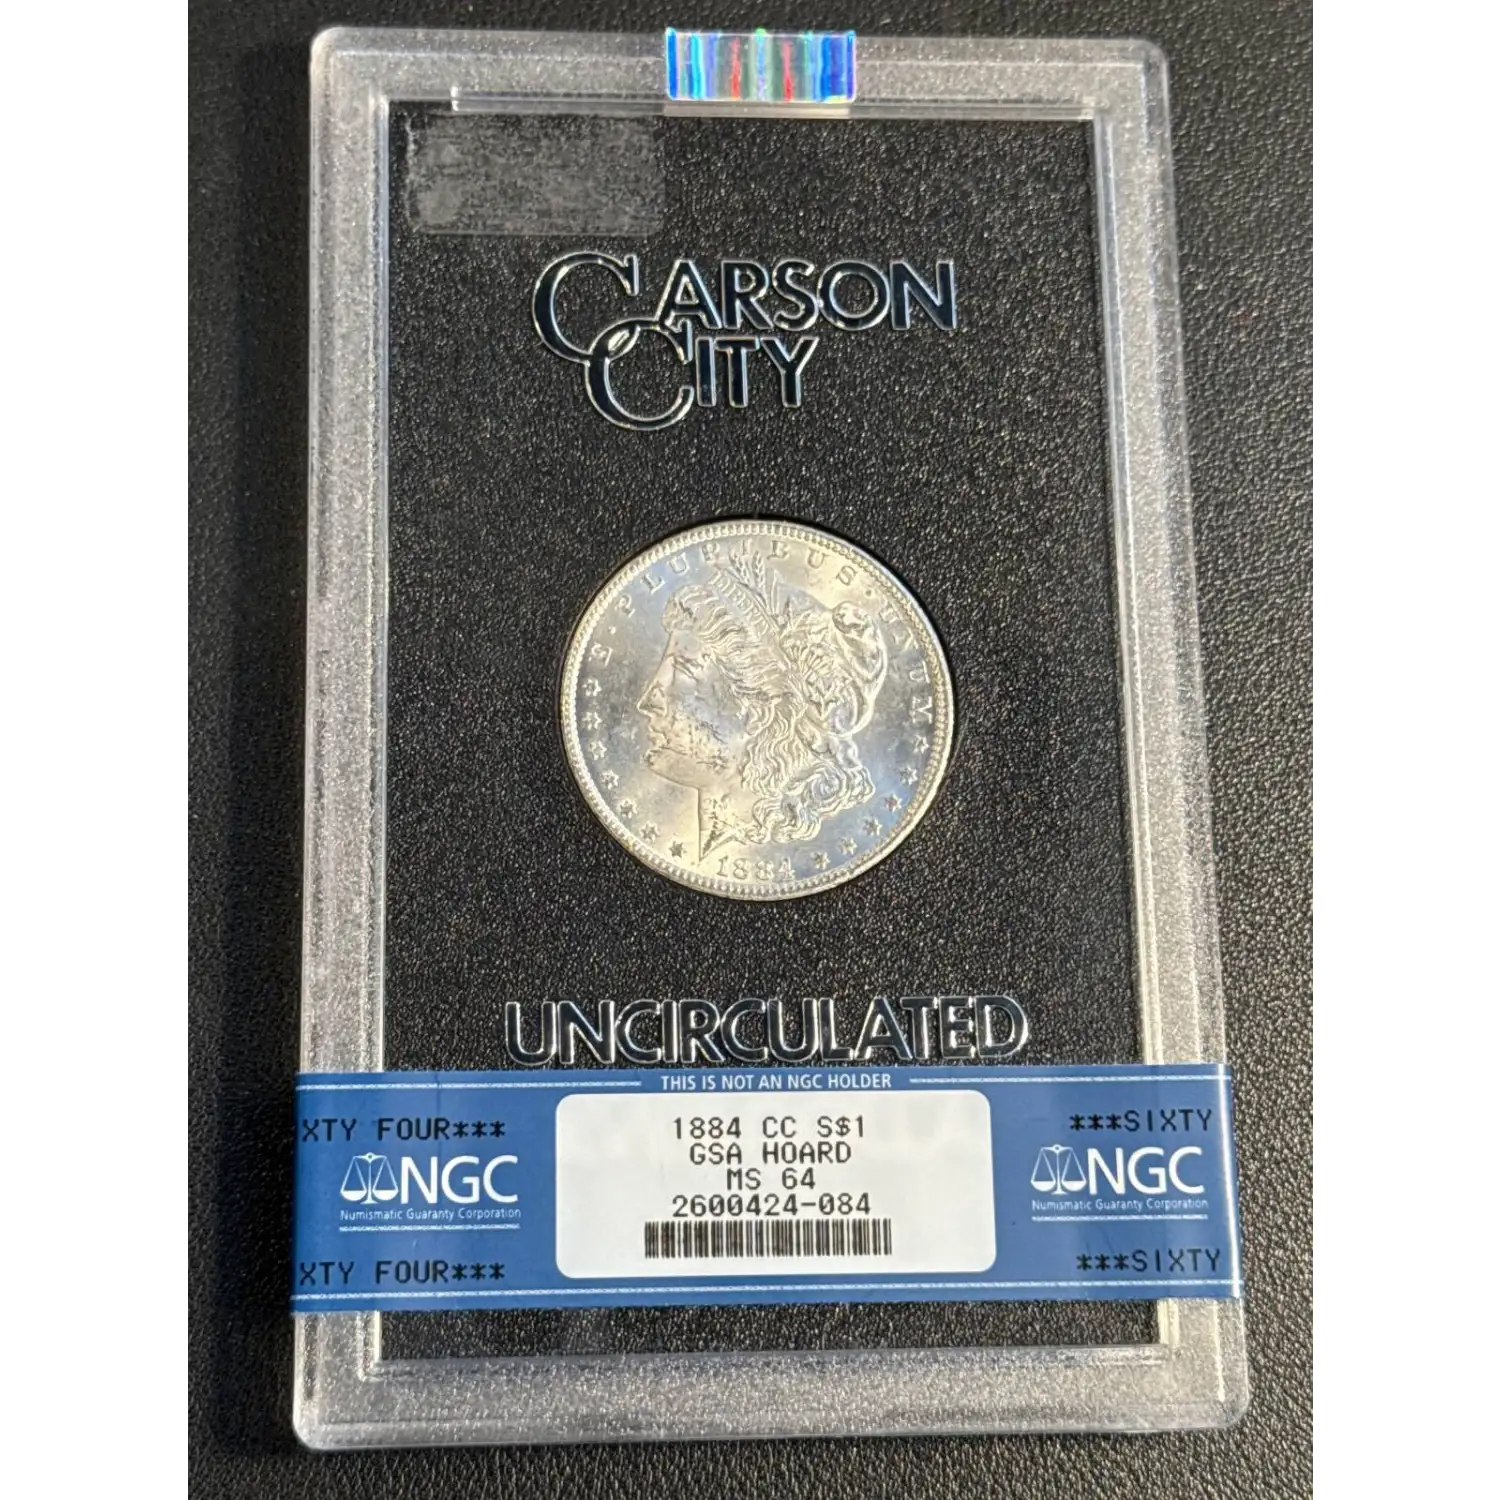 CARSON
CITY
E · PLURIBUS · UNUM
1884
UNCIRCULATED
THIS IS NOT AN NGC HOLDER
XTY FOUR***
NGC
Numismatic Guaranty Corporation
XTY FOUR***
1884 CC S$1
GSA HOARD
MS 64
2600424-084
***SIXTY
NGC
Numismatic Guaranty Corporation
***SIXTY